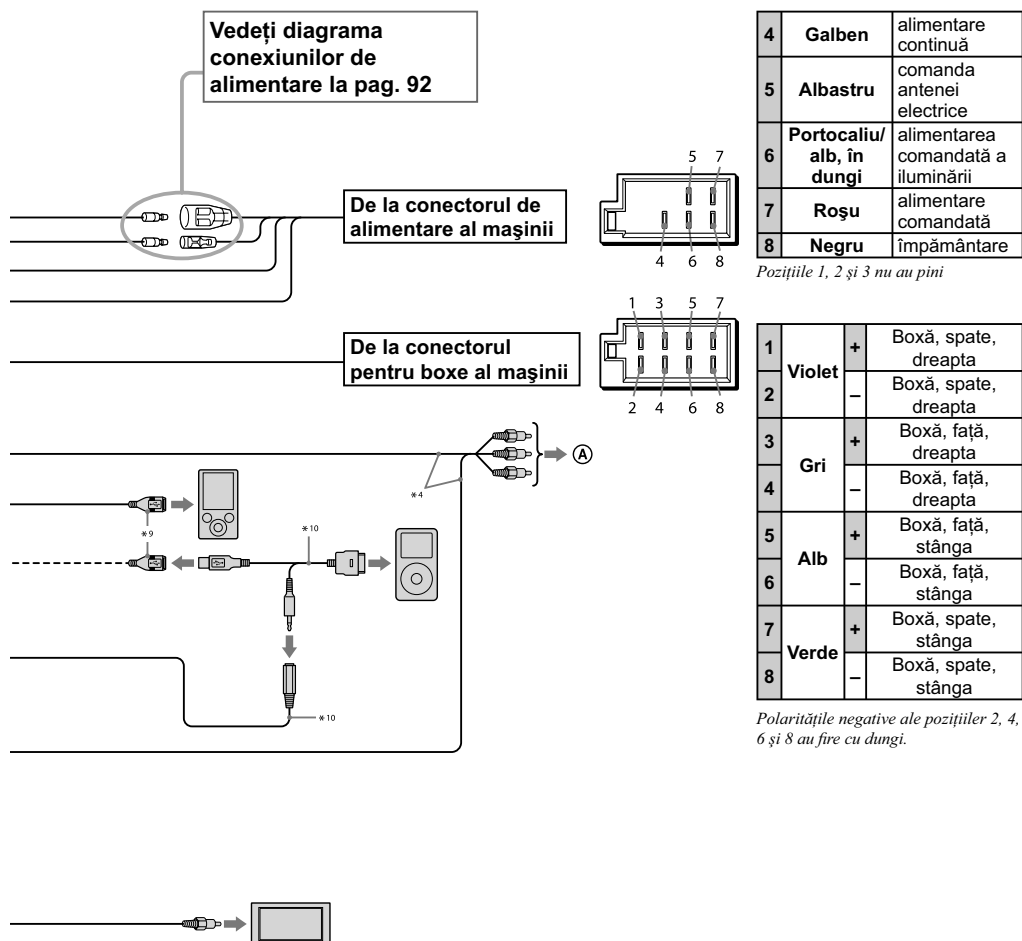 Vedeți diagrama
conexiunilor de
alimentare la pag. 92
De la conectorul de
alimentare al maşinii
5 7
4 6 8
4 Galben alimentare
continuă
5 Albastru comanda
antenei
electrice
6 Portocaliu/
alb, în
dungi alimentarea
comandată a
iluminării
7 Roşu alimentare
comandată
8 Negru împământare
Poziţiile 1, 2 şi 3 nu au pini
De la conectorul
pentru boxe al maşinii
1 3 5 7
2 4 6 8
1 Violet + Boxă, spate,
dreapta
2 – Boxă, spate,
dreapta
3 Gri + Boxă, faţă,
dreapta
4 – Boxă, faţă,
dreapta
5 Alb + Boxă, faţă,
stânga
6 – Boxă, faţă,
stânga
7 Verde + Boxă, spate,
stânga
8 – Boxă, spate,
stânga
Polarităţile negative ale poziţiiler 2, 4,
6 şi 8 au fire cu dungi.
A
*4
*9
*10
*10